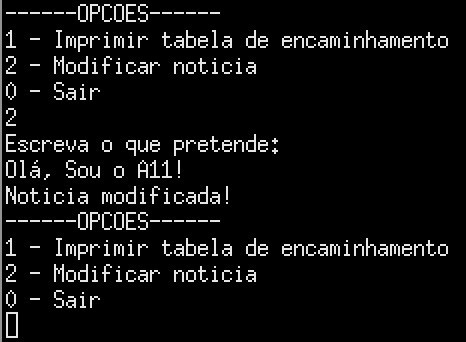 ------OPCOES------
1 - Imprimir tabela de encaminhamento
2 - Modificar noticia
0 - Sair
2
Escreva o que pretende:
Olá, Sou o A11!
Noticia modificada!
------OPCOES------
1 - Imprimir tabela de encaminhamento
2 - Modificar noticia
0 - Sair